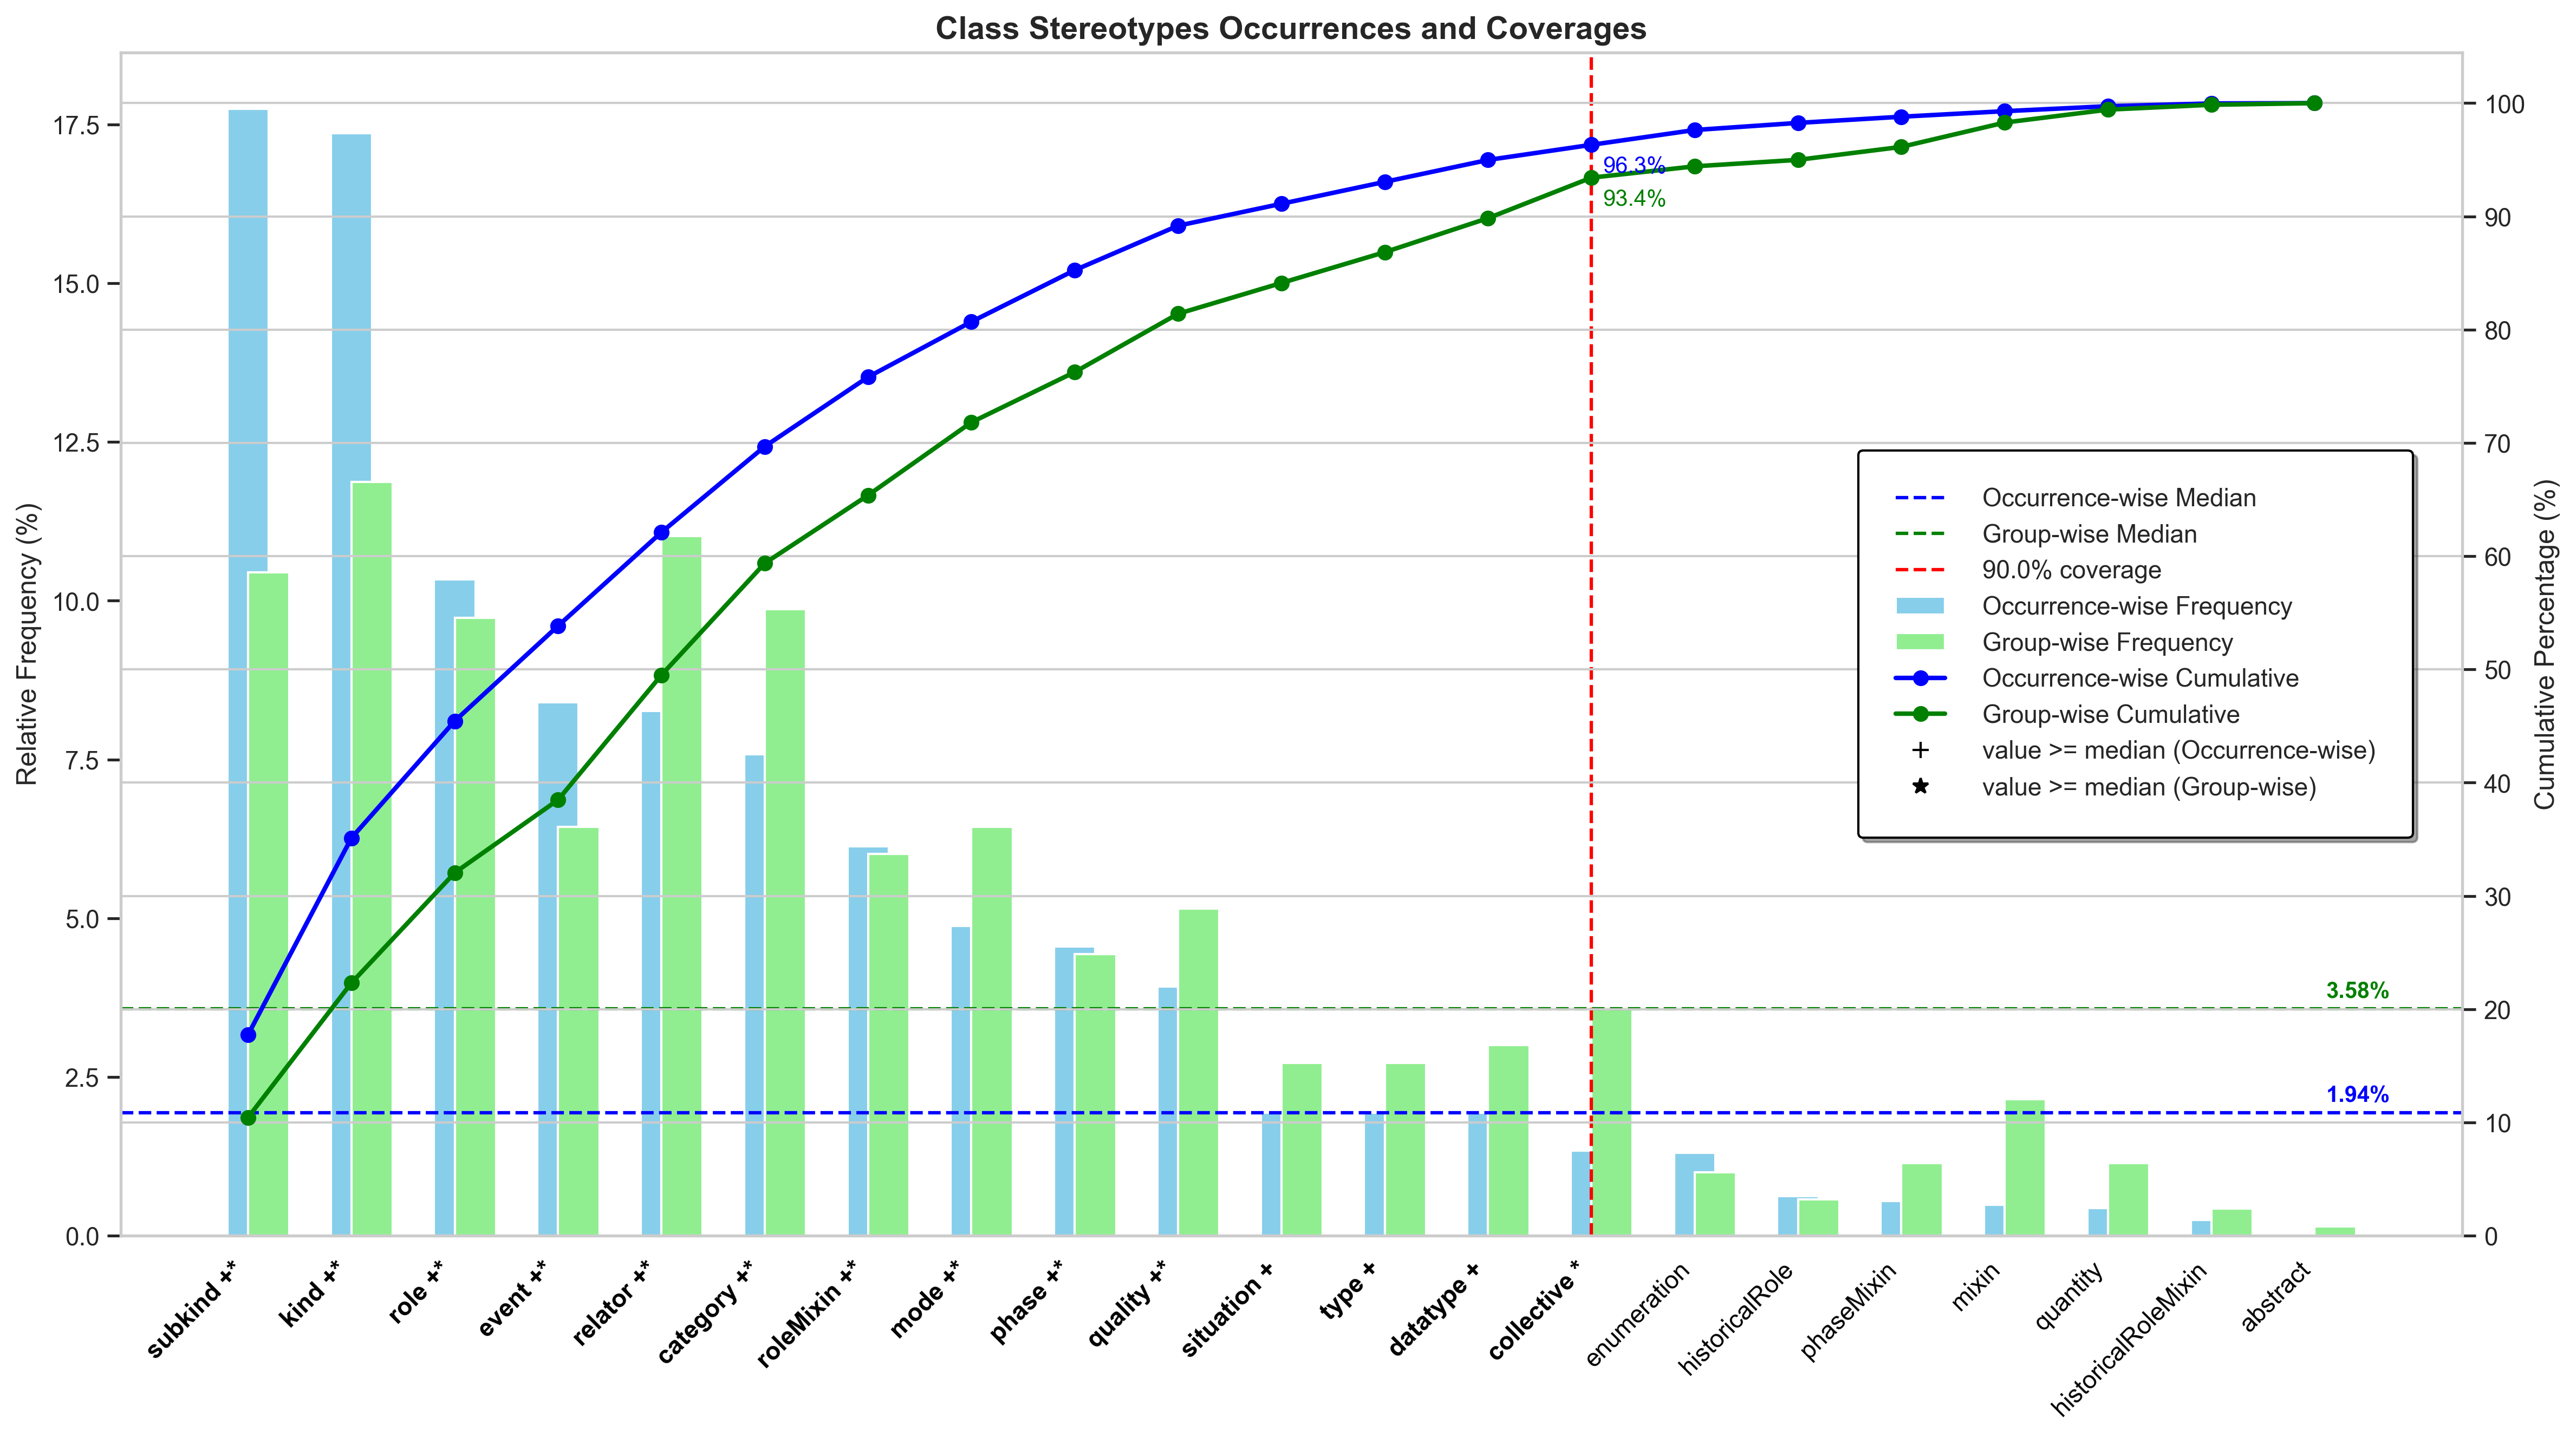 Class Stereotypes Occurrences and Coverages
Relative Frequency (%)
17.5
15.0
12.5
10.0
7.5
5.0
2.5
0.0
100
90
80
70
60
50
40
30
20
10
0
Cumulative Percentage (%)
96.3%
93.4%
Occurrence-wise Median
Group-wise Median
90.0% coverage
Occurrence-wise Frequency
Group-wise Frequency
Occurrence-wise Cumulative
Group-wise Cumulative
value >= median (Occurrence-wise)
value >= median (Group-wise)
3.58%
1.94%
subkind +*
kind +*
role +*
event +*
relator +*
category +*
roleMixin +*
mode +*
phase +*
quality +*
situation +
type +
datatype +
collective *
enumeration
historicalRole
phaseMixin
mixin
quantity
historicalRoleMixin
abstract